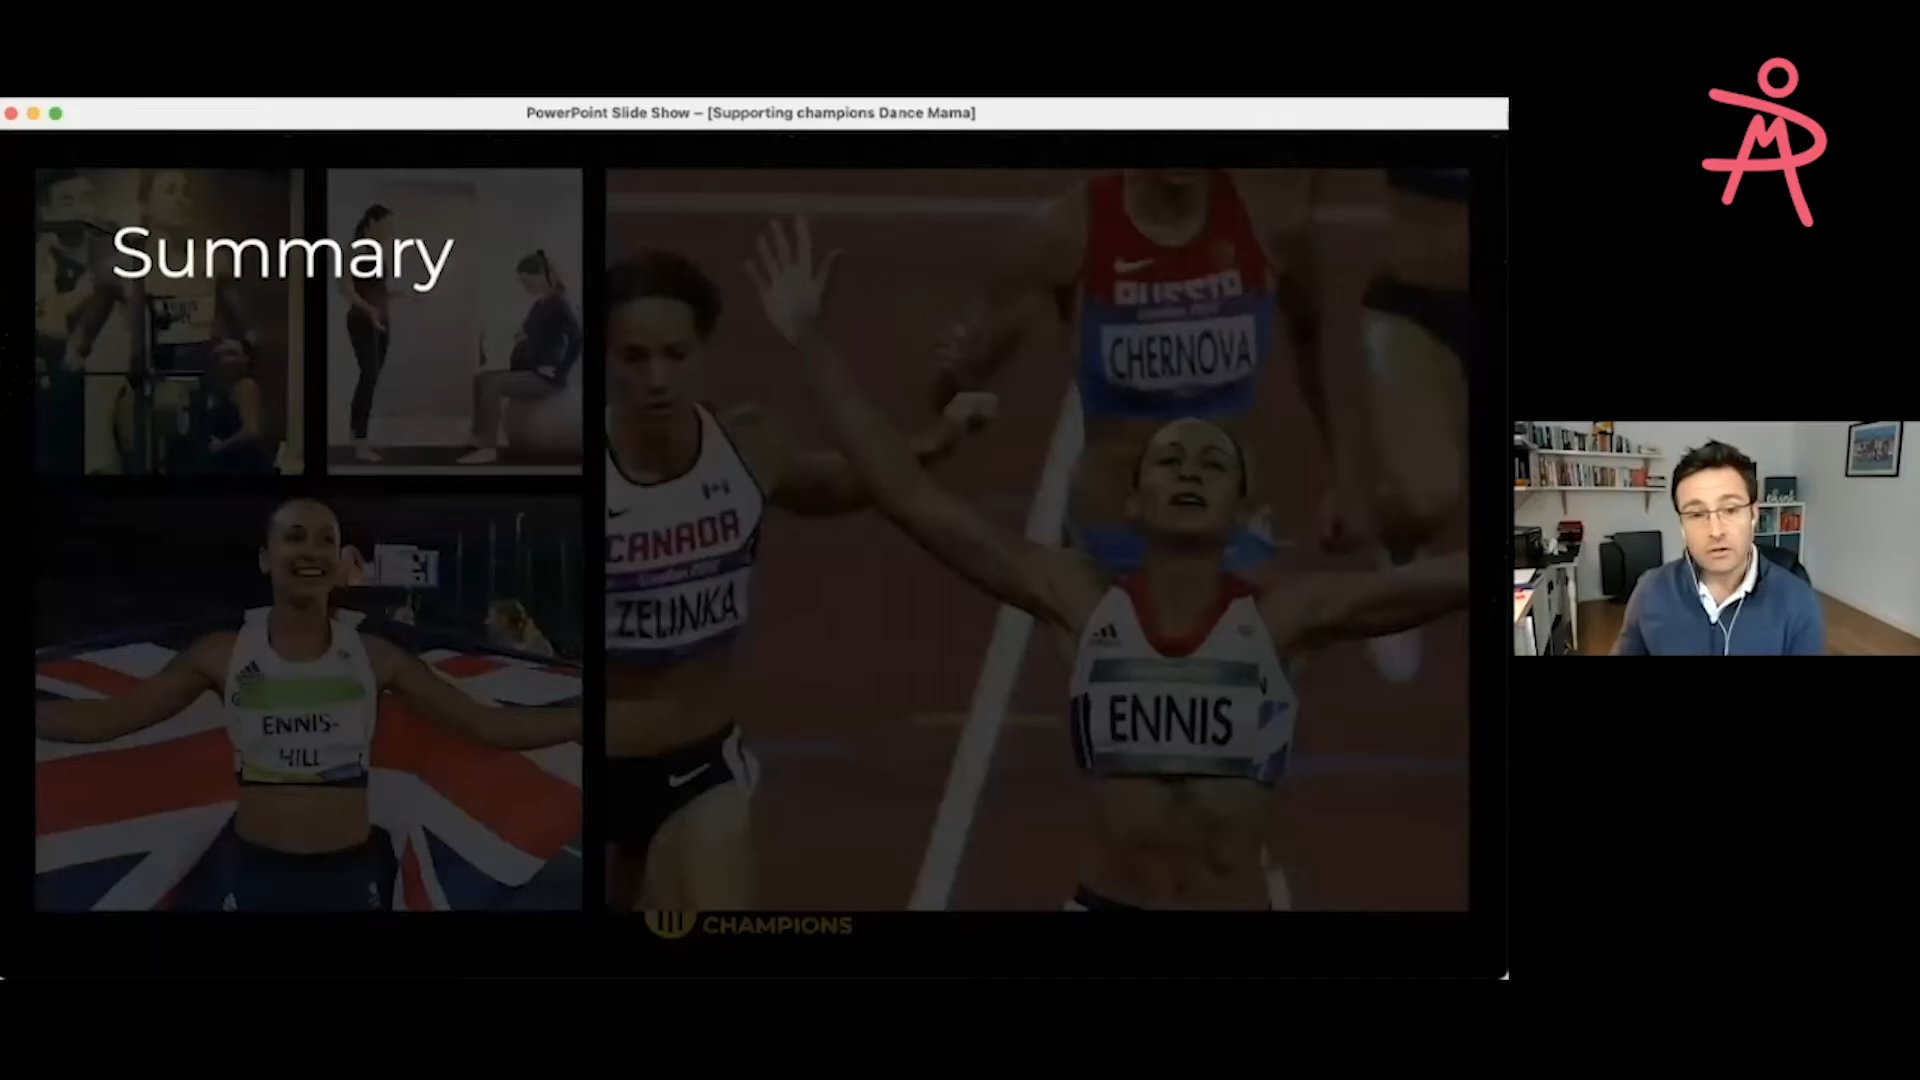 PowerPoint Slide Show – [Supporting champions Dance Mama]
Summary
CHERNOVA
CANADA
ZELINKA
ENNIS
ENNIS-
HILL
CHAMPIONS